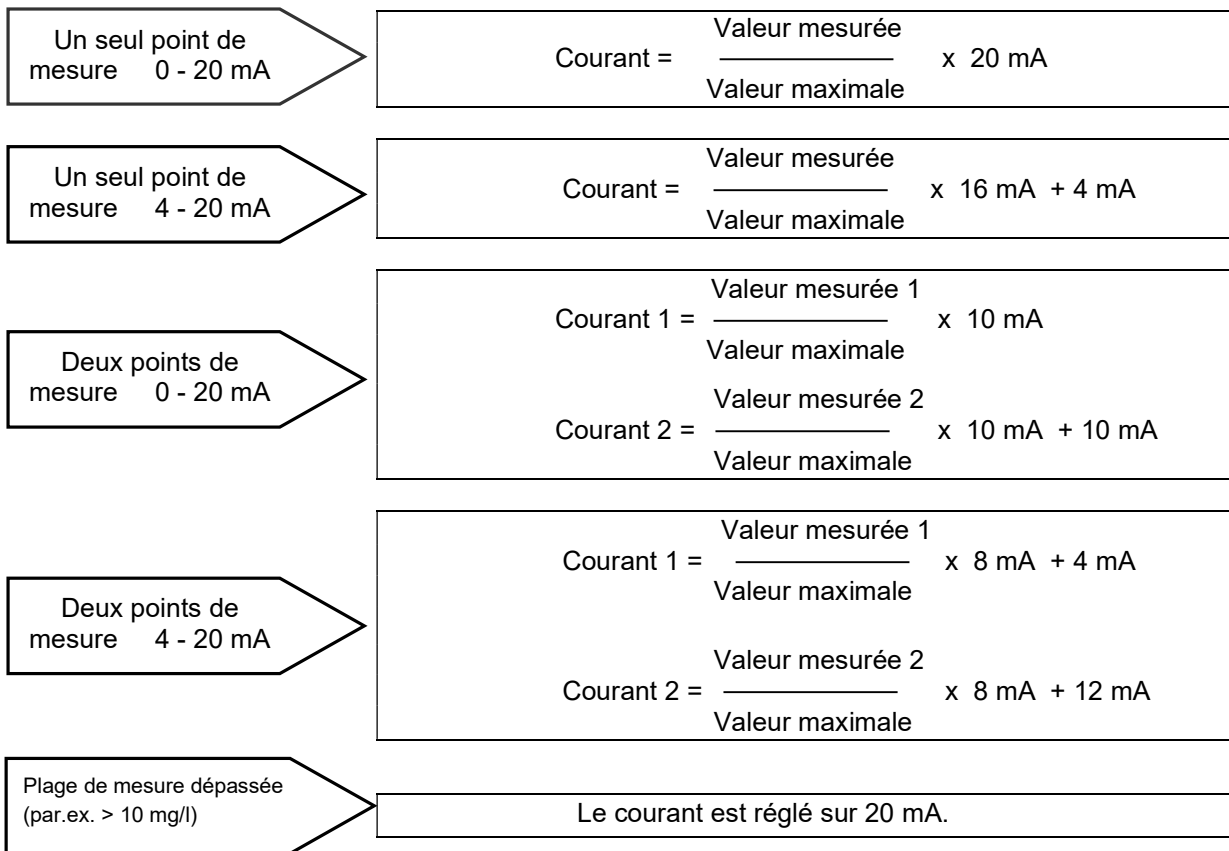 Un seul point de
mesure 0 - 20 mA
Valeur mesurée
Courant = x 20 mA
Valeur maximale
Un seul point de
mesure 4 - 20 mA
Valeur mesurée
Courant = x 16 mA + 4 mA
Valeur maximale
Deux points de
mesure 0 - 20 mA
Valeur mesurée 1
Courant 1 = x 10 mA
Valeur maximale
Valeur mesurée 2
Courant 2 = x 10 mA + 10 mA
Valeur maximale
Deux points de
mesure 4 - 20 mA
Valeur mesurée 1
Courant 1 = x 8 mA + 4 mA
Valeur maximale
Valeur mesurée 2
Courant 2 = x 8 mA + 12 mA
Valeur maximale
Plage de mesure dépassée
(par.ex. > 10 mg/l)
Le courant est réglé sur 20 mA.